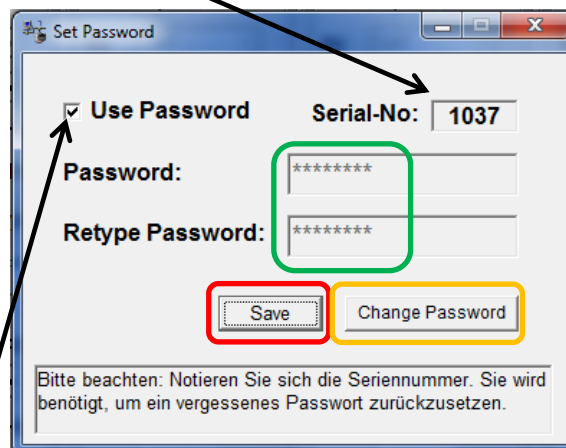 Set Password
Use Password Serial-No: 1037
Password: ********
Retype Password: ********
Save Change Password
Bitte beachten: Notieren Sie sich die Seriennummer. Sie wird
benötigt, um ein vergessenes Passwort zurückzusetzen.